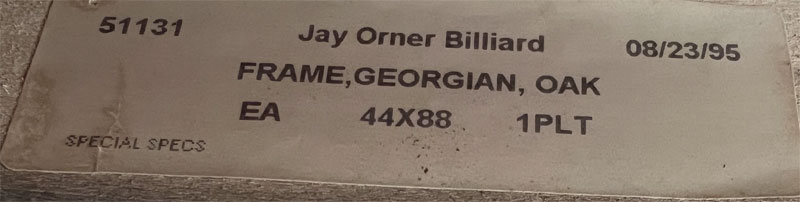 51131 Jay Orner Billiard 08/23/95
FRAME,GEORGIAN, OAK
EA 44X88 1PLT
SPECIAL SPECS